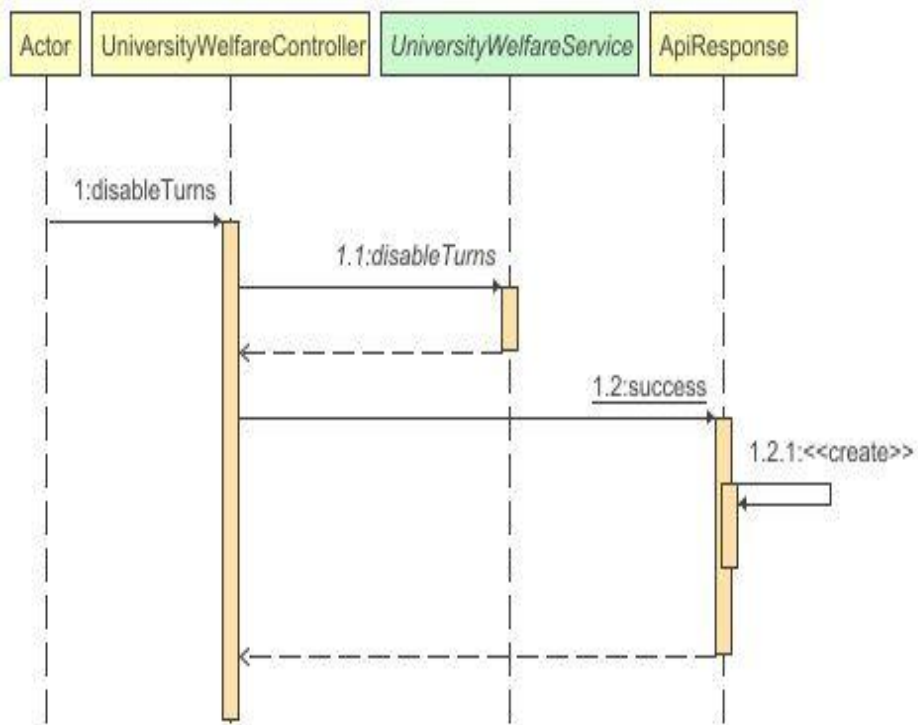 Actor
UniversityWelfareController
UniversityWelfareService
ApiResponse
1:disableTurns
1.1:disableTurns
1.2:success
1.2.1:<<create>>